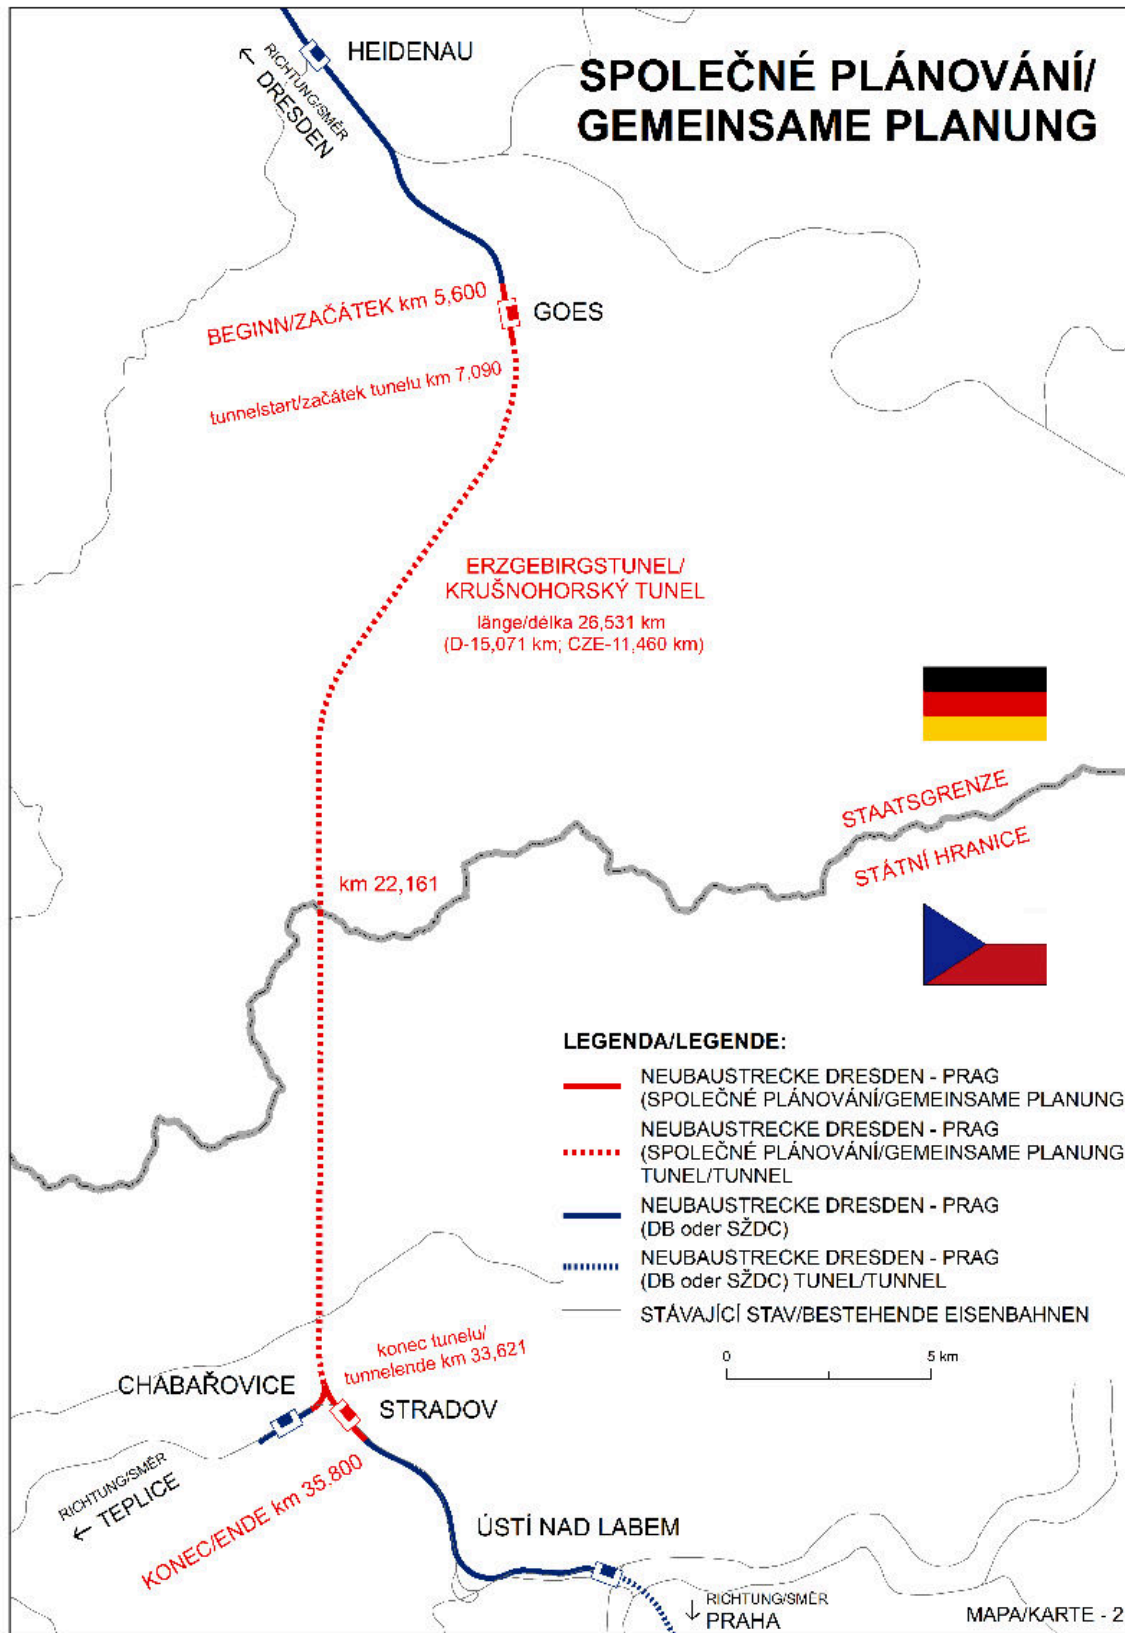 HEIDENAU
RICHTUNG/SMĚR
← DRESDEN
SPOLEČNÉ PLÁNOVÁNÍ/
GEMEINSAME PLANUNG
BEGINN/ZAČÁTEK km 5,600
GOES
tunnelstart/začátek tunelu km 7,090
ERZGEBIRGSTUNEL/
KRUŠNOHORSKÝ TUNEL
länge/délka 26,531 km
(D-15,071 km; CZE-11,460 km)
STAATSGRENZE
STÁTNÍ HRANICE
km 22,161
LEGENDA/LEGENDE:
NEUBAUSTRECKE DRESDEN - PRAG
(SPOLEČNÉ PLÁNOVÁNÍ/GEMEINSAME PLANUNG
NEUBAUSTRECKE DRESDEN - PRAG
(SPOLEČNÉ PLÁNOVÁNÍ/GEMEINSAME PLANUNG
TUNEL/TUNNEL
NEUBAUSTRECKE DRESDEN - PRAG
(DB oder SŽDC)
NEUBAUSTRECKE DRESDEN - PRAG
(DB oder SŽDC) TUNEL/TUNNEL
STÁVAJÍCÍ STAV/BESTEHENDE EISENBAHNEN
0 5 km
konec tunelu/
tunnelende km 33,621
CHABAŘOVICE
STRADOV
RICHTUNG/SMĚR
← TEPLICE
KONEC/ENDE km 35.800
ÚSTÍ NAD LABEM
RICHTUNG/SMĚR
↓ PRAHA
MAPA/KARTE - 2